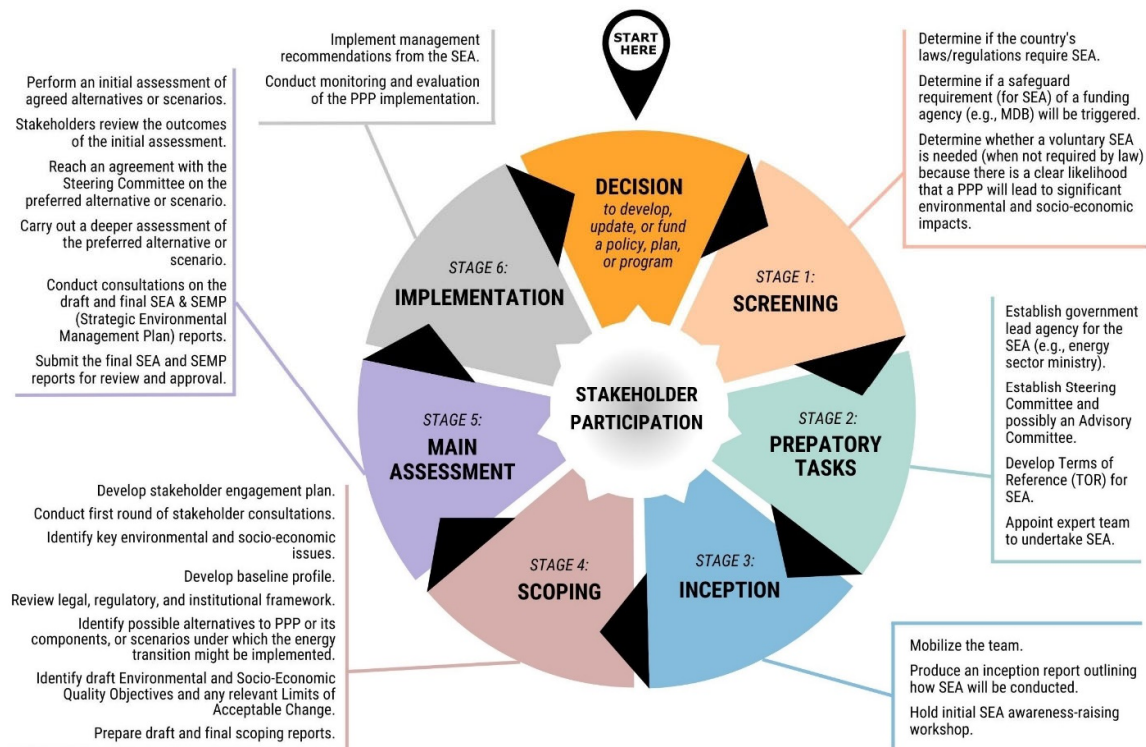 START
HERE
DECISION
to develop,
update, or fund
a policy, plan,
or program
STAGE 1:
SCREENING
Determine if the country's
laws/regulations require SEA.
Determine if a safeguard
requirement (for SEA) of a funding
agency (e.g., MDB) will be triggered.
Determine whether a voluntary SEA
is needed (when not required by law)
because there is a clear likelihood
that a PPP will lead to significant
environmental and socio-economic
impacts.
STAGE 2:
PREPATORY
TASKS
Establish government
lead agency for the
SEA (e.g., energy
sector ministry).
Establish Steering
Committee and
possibly an Advisory
Committee.
Develop Terms of
Reference (TOR) for
SEA.
Appoint expert team
to undertake SEA.
STAGE 3:
INCEPTION
Mobilize the team.
Produce an inception report outlining
how SEA will be conducted.
Hold initial SEA awareness-raising
workshop.
STAGE 4:
SCOPING
Develop stakeholder engagement plan.
Conduct first round of stakeholder consultations.
Identify key environmental and socio-economic
issues.
Develop baseline profile.
Review legal, regulatory, and institutional framework.
Identify possible alternatives to PPP or its
components, or scenarios under which the energy
transition might be implemented.
Identify draft Environmental and Socio-Economic
Quality Objectives and any relevant Limits of
Acceptable Change.
Prepare draft and final scoping reports.
STAGE 5:
MAIN
ASSESSMENT
Perform an initial assessment of
agreed alternatives or scenarios.
Stakeholders review the outcomes
of the initial assessment.
Reach an agreement with the
Steering Committee on the
preferred alternative or scenario.
Carry out a deeper assessment of
the preferred alternative or
scenario.
Conduct consultations on the
draft and final SEA & SEMP
(Strategic Environmental
Management Plan) reports.
Submit the final SEA and SEMP
reports for review and approval.
STAGE 6:
IMPLEMENTATION
Implement management
recommendations from the SEA.
Conduct monitoring and evaluation
of the PPP implementation.
STAKEHOLDER
PARTICIPATION